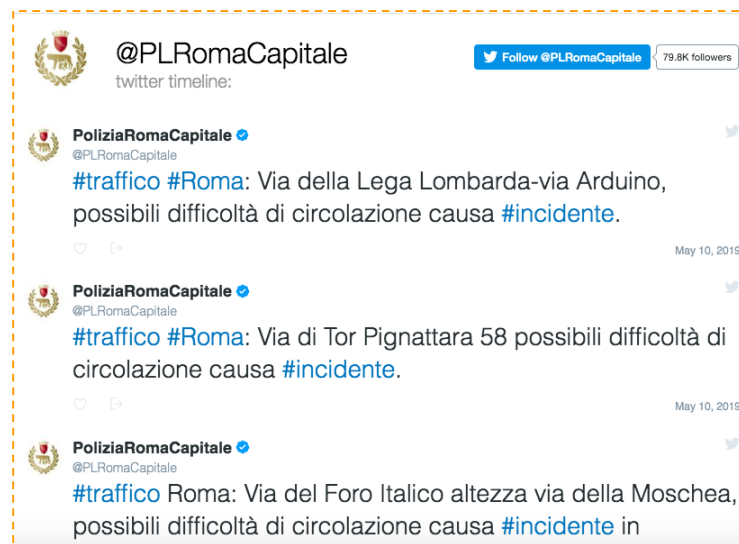 @PLRomaCapitale
twitter timeline:
Follow @PLRomaCapitale
79.8K followers
PoliziaRomaCapitale
@PLRomaCapitale
#traffico #Roma: Via della Lega Lombarda-via Arduino,
possibili difficoltà di circolazione causa #incidente.
May 10, 2019
PoliziaRomaCapitale
@PLRomaCapitale
#traffico #Roma: Via di Tor Pignattara 58 possibili difficoltà di
circolazione causa #incidente.
May 10, 2019
PoliziaRomaCapitale
@PLRomaCapitale
#traffico Roma: Via del Foro Italico altezza via della Moschea,
possibili difficoltà di circolazione causa #incidente in